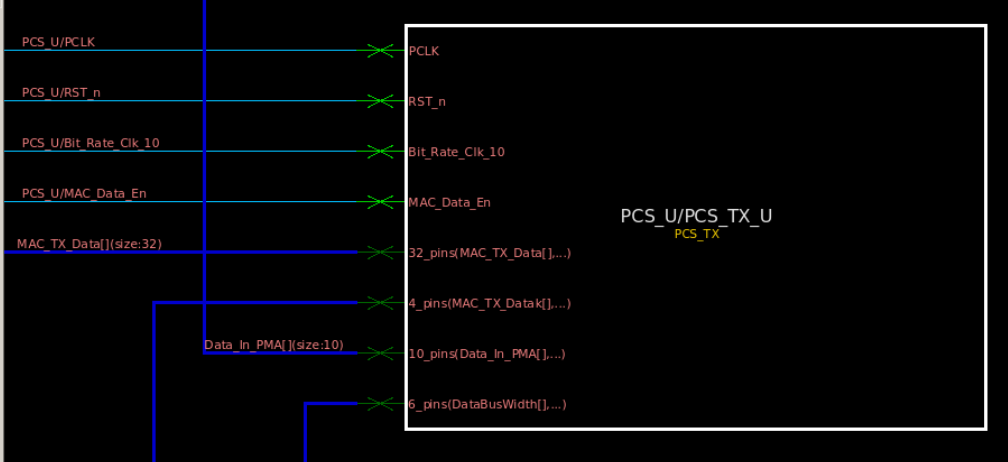 PCS_U/PCLK
PCLK
PCS_U/RST_n
RST_n
PCS_U/Bit_Rate_Clk_10
Bit_Rate_Clk_10
PCS_U/MAC_Data_En
MAC_Data_En
PCS_U/PCS_TX_U
PCS_TX
MAC_TX_Data[](size:32)
32_pins(MAC_TX_Data[],...)
4_pins(MAC_TX_Datak[],...)
Data_In_PMA[](size:10)
10_pins(Data_In_PMA[],...)
6_pins(DataBusWidth[],...)